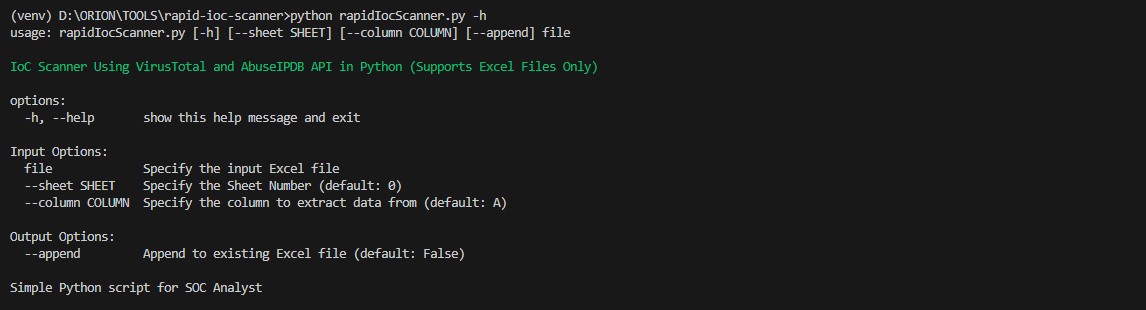 (venv) D:\ORION\TOOLS\rapid-ioc-scanner>python rapidIocScanner.py -h
usage: rapidIocScanner.py [-h] [--sheet SHEET] [--column COLUMN] [--append] file
IoC Scanner Using VirusTotal and AbuseIPDB API in Python (Supports Excel Files Only)
options:
-h, --help show this help message and exit
Input Options:
file Specify the input Excel file
--sheet SHEET Specify the Sheet Number (default: 0)
--column COLUMN Specify the column to extract data from (default: A)
Output Options:
--append Append to existing Excel file (default: False)
Simple Python script for SOC Analyst